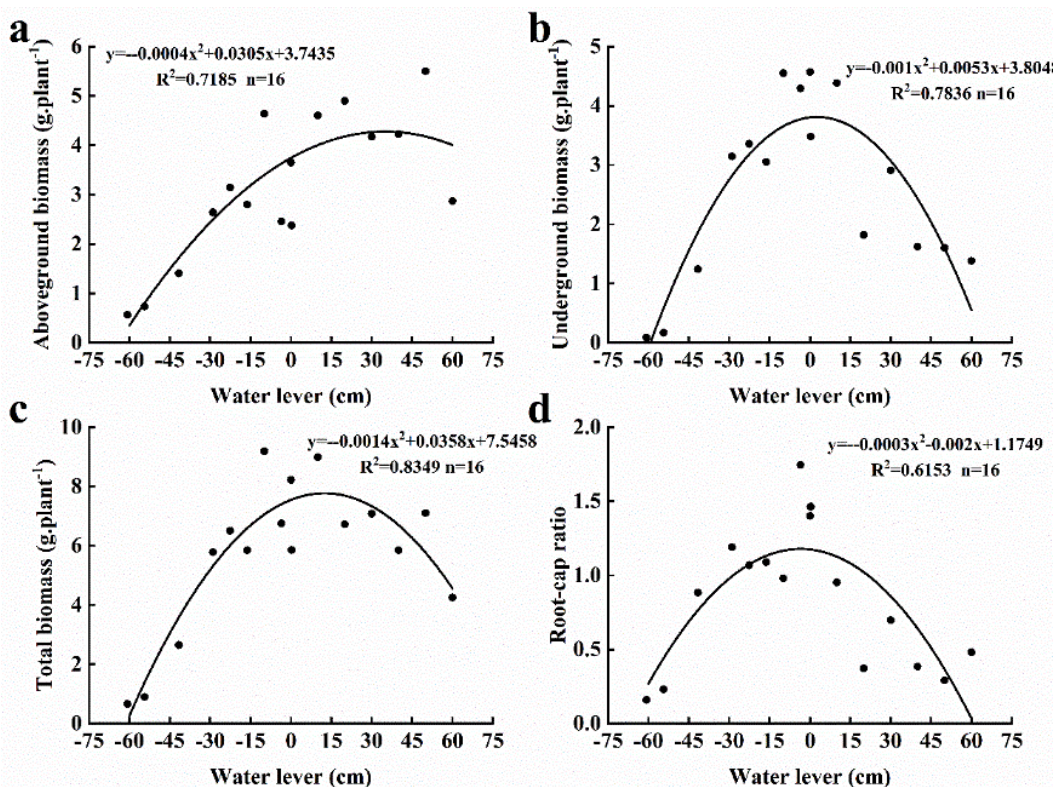 a
y=--0.0004x²+0.0305x+3.7435
R²=0.7185 n=16
Aboveground biomass (g.plant⁻¹)
6
5
4
3
2
1
0
-75 -60 -45 -30 -15 0 15 30 45 60 75
Water lever (cm)
b
y=-0.001x²+0.0053x+3.8048
R²=0.7836 n=16
Underground biomass (g.plant⁻¹)
5
4
3
2
1
0
-75 -60 -45 -30 -15 0 15 30 45 60 75
Water lever (cm)
c
y=--0.0014x²+0.0358x+7.5458
R²=0.8349 n=16
Total biomass (g.plant⁻¹)
10
8
6
4
2
0
-75 -60 -45 -30 -15 0 15 30 45 60 75
Water lever (cm)
d
y=--0.0003x²-0.002x+1.1749
R²=0.6153 n=16
Root-cap ratio
2.0
1.5
1.0
0.5
0.0
-75 -60 -45 -30 -15 0 15 30 45 60 75
Water lever (cm)